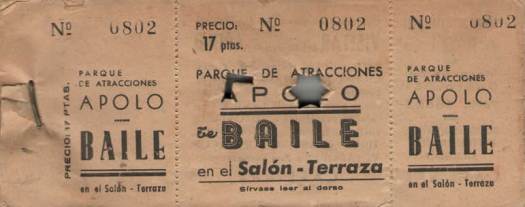 Nº 0802
PARQUE
DE ATRACCIONES
APOLO
BAILE
en el Salón - Terraza
PRECIO: 17 PTAS.
PRECIO: Nº 0802
17 ptas.
PARQUE DE ATRACCIONES
APOLO
de BAILE
en el Salón - Terraza
Sírvase leer al dorso
Nº 0802
PARQUE
DE ATRACCIONES
APOLO
BAILE
en el Salón - Terraza